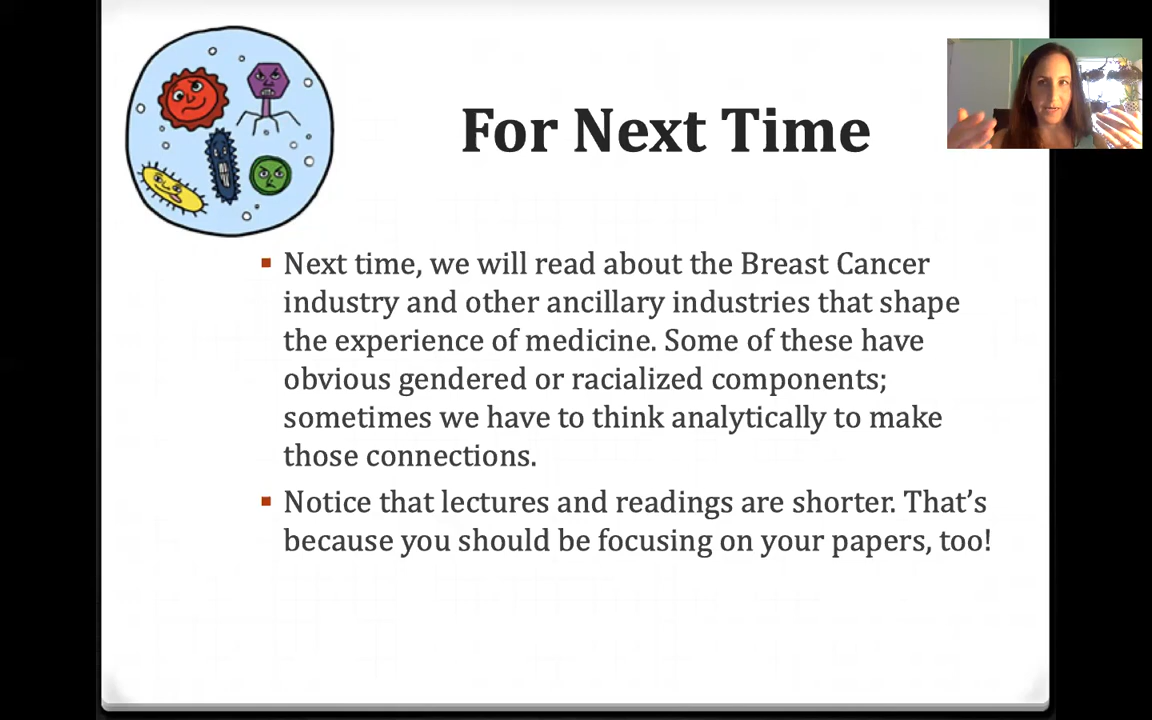 For Next Time
Next time, we will read about the Breast Cancer
industry and other ancillary industries that shape
the experience of medicine. Some of these have
obvious gendered or racialized components;
sometimes we have to think analytically to make
those connections.
Notice that lectures and readings are shorter. That’s
because you should be focusing on your papers, too!